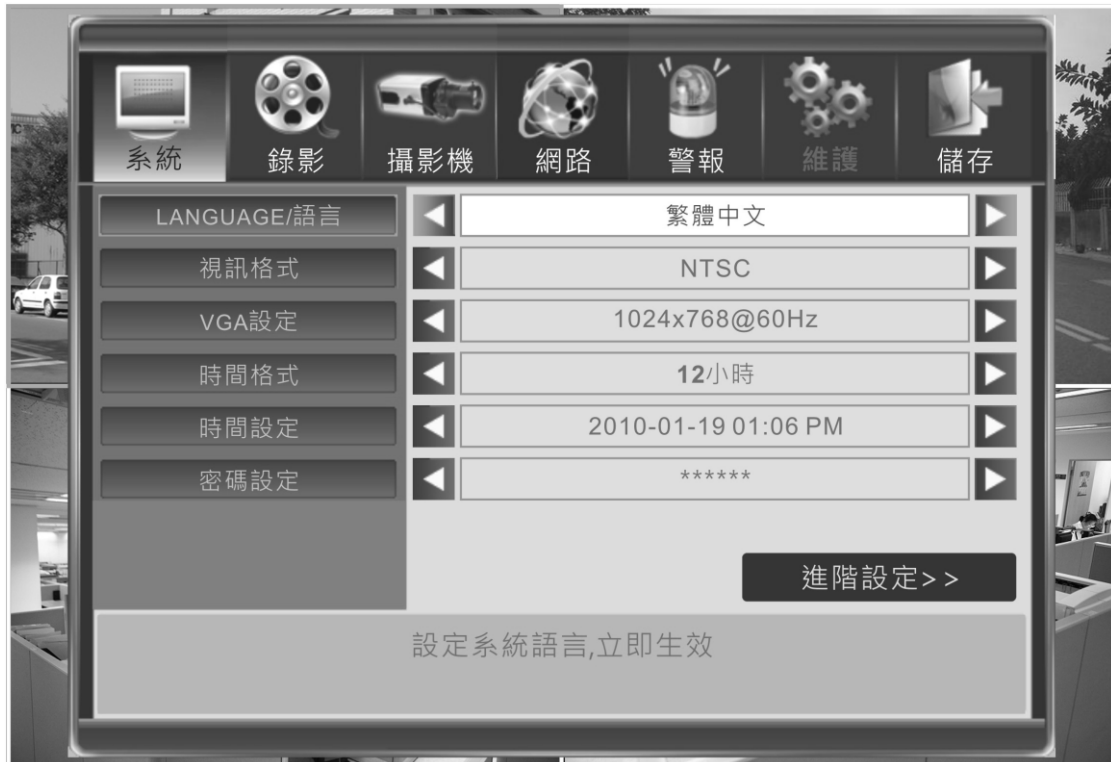 系統 錄影 攝影機 網路 警報 維護 儲存
LANGUAGE/語言 繁體中文
視訊格式 NTSC
VGA設定 1024x768@60Hz
時間格式 12小時
時間設定 2010-01-19 01:06 PM
密碼設定 ******
進階設定>>
設定系統語言,立即生效